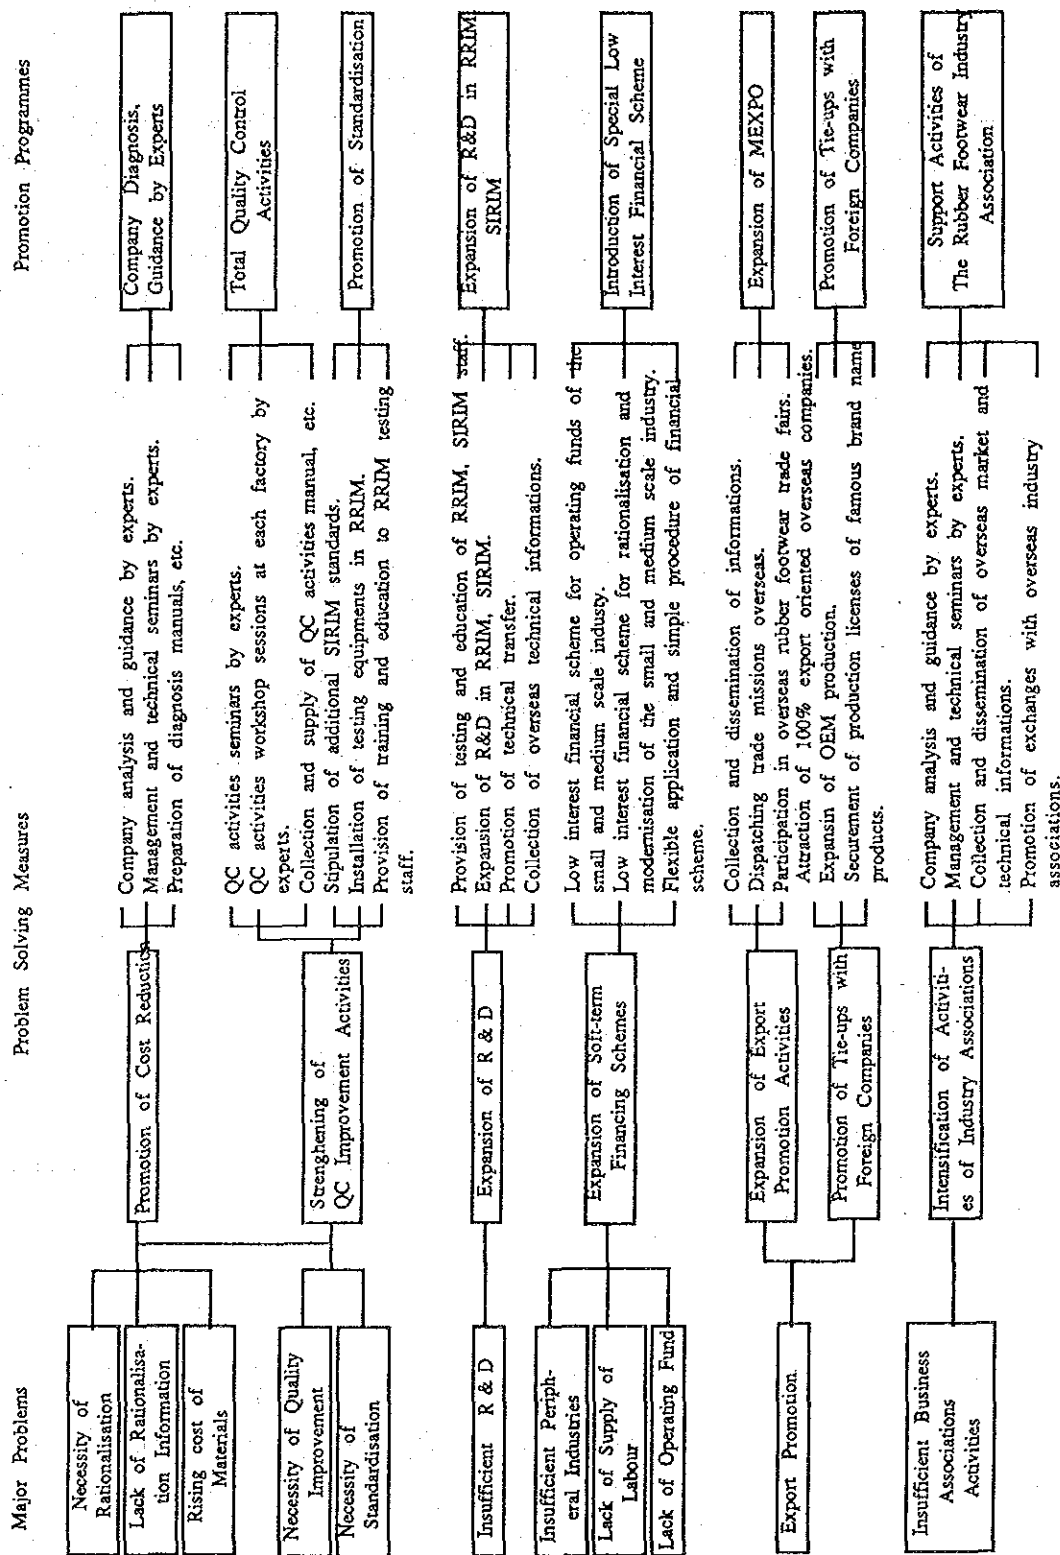 Major Problems
Problem Solving Measures
Promotion Programmes
Necessity of
Rationalisation
Lack of Rationalisa-
tion Information
Rising cost of
Materials
Promotion of Cost Reduction
Company analysis and guidance by experts.
Management and technical seminars by experts.
Preparation of diagnosis manuals, etc.
Company Diagnosis,
Guidance by Experts
Necessity of Quality
Improvement
Necessity of
Standardisation
Strenghening of
QC Improvement Activities
QC activities seminars by experts.
QC activities workshop sessions at each factory by
experts.
Collection and supply of QC activities manual, etc.
Stipulation of additional SIRIM standards.
Installation of testing equipments in RRIM.
Provision of training and education to RRIM testing
staff.
Total Quality Control
Activities
Promotion of Standardisation
Insufficient R & D
Expansion of R & D
Provision of testing and education of RRIM, SIRIM staff.
Expansion of R&D in RRIM, SIRIM.
Promotion of technical transfer.
Collection of overseas technical informations.
Expansion of R&D in RRIM
SIRIM
Insufficient Periph-
eral Industries
Lack of Supply of
Labour
Lack of Operating Fund
Expansion of Soft-term
Financing Schemes
Low interest financial scheme for operating funds of the
small and medium scale industy.
Low interest financial scheme for rationalisation and
modernisation of the small and medium scale industry.
Flexible application and simple procedure of financial
scheme.
Introduction of Special Low
Interest Financial Scheme
Export Promotion
Expansion of Export
Promotion Activities
Promotion of Tie-ups with
Foreign Companies
Collection and dissemination of informations.
Dispatching trade missions overseas.
Participation in overseas rubber footwear trade fairs.
Attraction of 100% export oriented overseas companies.
Expansin of OEM production.
Securement of production licenses of famous brand name
products.
Expansion of MEXPO
Promotion of Tie-ups with
Foreign Companies
Insufficient Business
Associations
Activities
Intensification of Activiti-
es of Industry Associations
Company analysis and guidance by experts.
Management and technical seminars by experts.
Collection and dissemination of overseas market and
technical informations.
Promotion of exchanges with overseas industry
associations.
Support Activities of
The Rubber Footwear Industry
Association